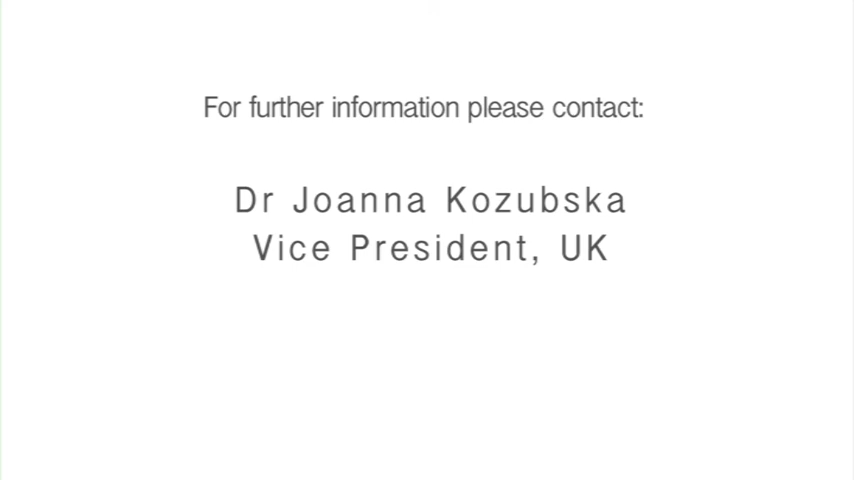 For further information please contact:
Dr Joanna Kozubska
Vice President, UK